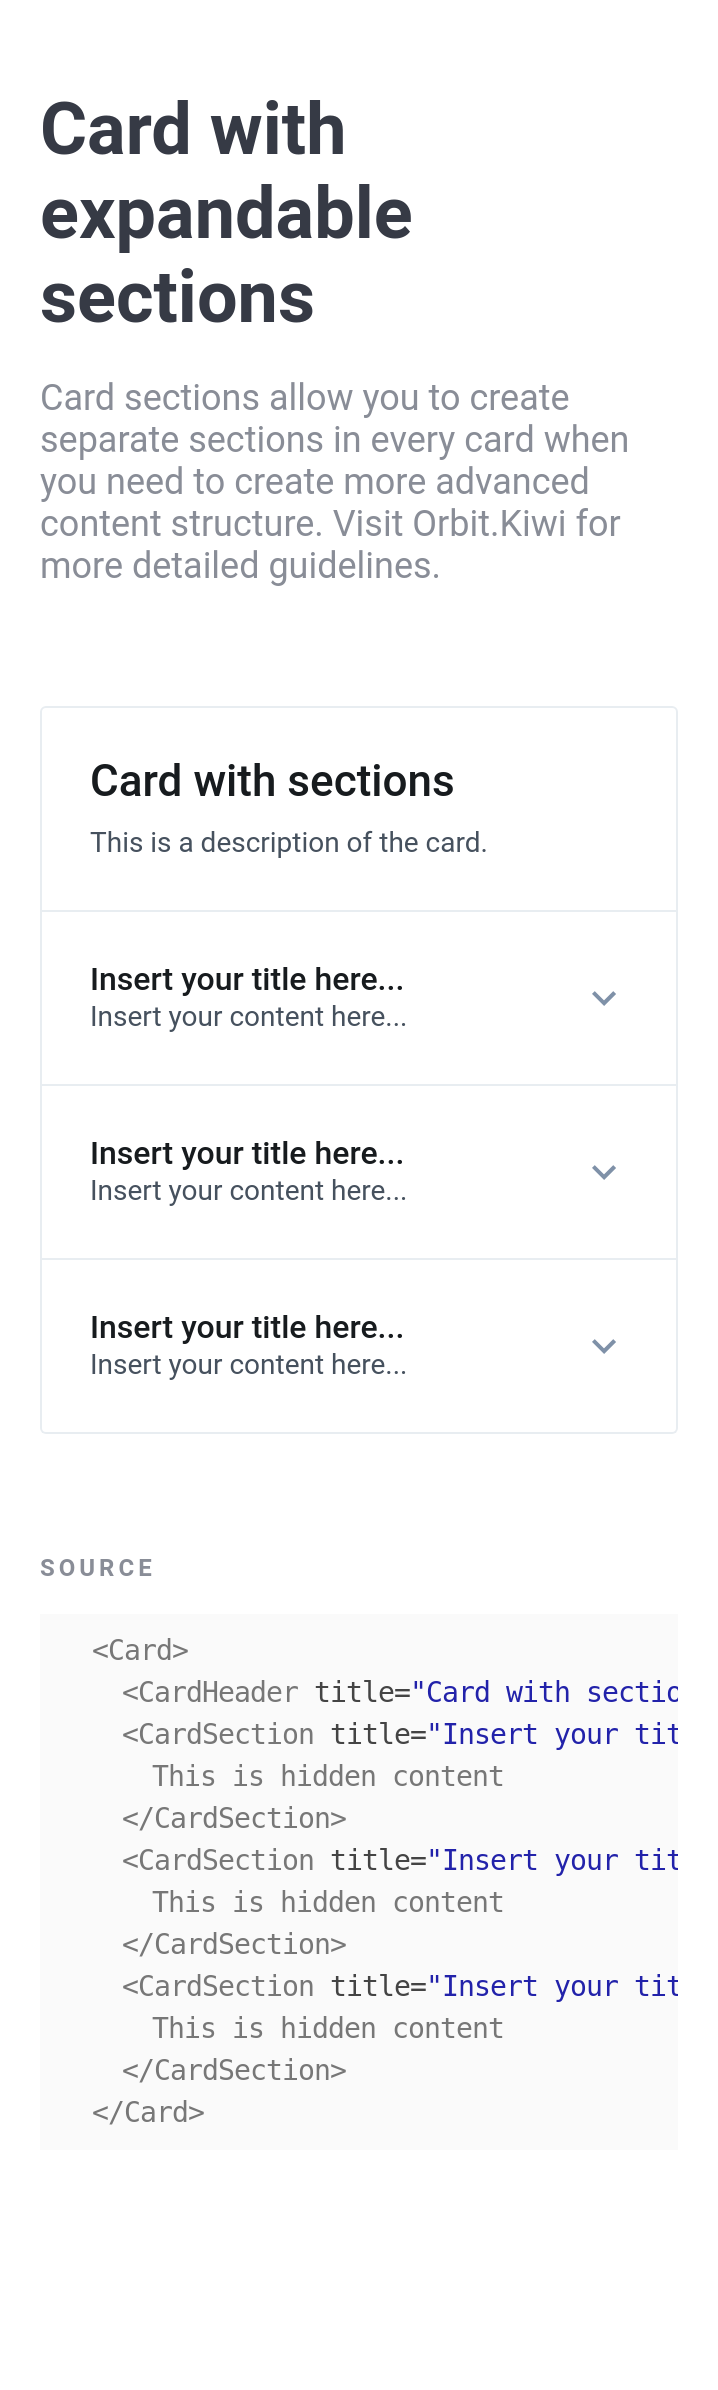 Card with
expandable
sections
Card sections allow you to create
separate sections in every card when
you need to create more advanced
content structure. Visit Orbit.Kiwi for
more detailed guidelines.
Card with sections
This is a description of the card.
Insert your title here...
Insert your content here...
Insert your title here...
Insert your content here...
Insert your title here...
Insert your content here...
SOURCE
<Card>
<CardHeader title="Card with sectio
<CardSection title="Insert your tit
This is hidden content
</CardSection>
<CardSection title="Insert your tit
This is hidden content
</CardSection>
<CardSection title="Insert your tit
This is hidden content
</CardSection>
</Card>